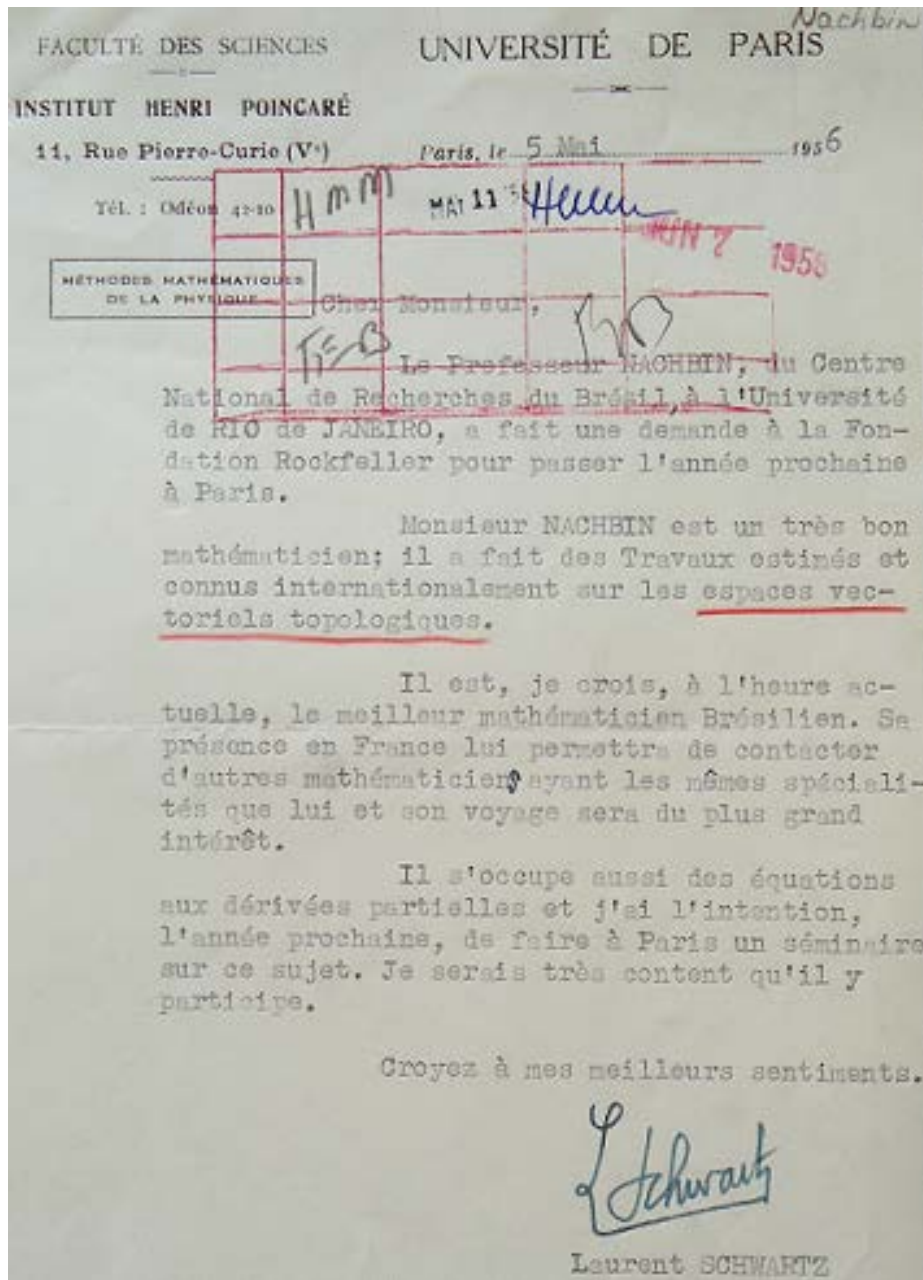 Nachbin
FACULTÉ DES SCIENCES
UNIVERSITÉ DE PARIS
INSTITUT HENRI POINCARÉ
11, Rue Pierre-Curie (Ve)
Paris, le 5 Mai 1956
Tél. : Odéon 42-10
HMM
MAY 11
JUN 7 1956
MÉTHODES MATHÉMATIQUES
DE LA PHYSIQUE
Cher Monsieur,
Le Professeur NACHBIN, du Centre
National de Recherches du Brésil, à l'Université
de RIO de JANEIRO, a fait une demande à la Fon-
dation Rockfeller pour passer l'année prochaine
à Paris.
Monsieur NACHBIN est un très bon
mathématicien; il a fait des Travaux estimés et
connus internationalement sur les espaces vec-
toriels topologiques.
Il est, je crois, à l'heure ac-
tuelle, le meilleur mathématicien Brésilien. Sa
présence en France lui permettra de contacter
d'autres mathématiciens ayant les mêmes spéciali-
tés que lui et son voyage sera du plus grand
intérêt.
Il s'occupe aussi des équations
aux dérivées partielles et j'ai l'intention,
l'année prochaine, de faire à Paris un séminaire
sur ce sujet. Je serais très content qu'il y
participe.
Croyez à mes meilleurs sentiments.
L Schwartz
Laurent SCHWARTZ